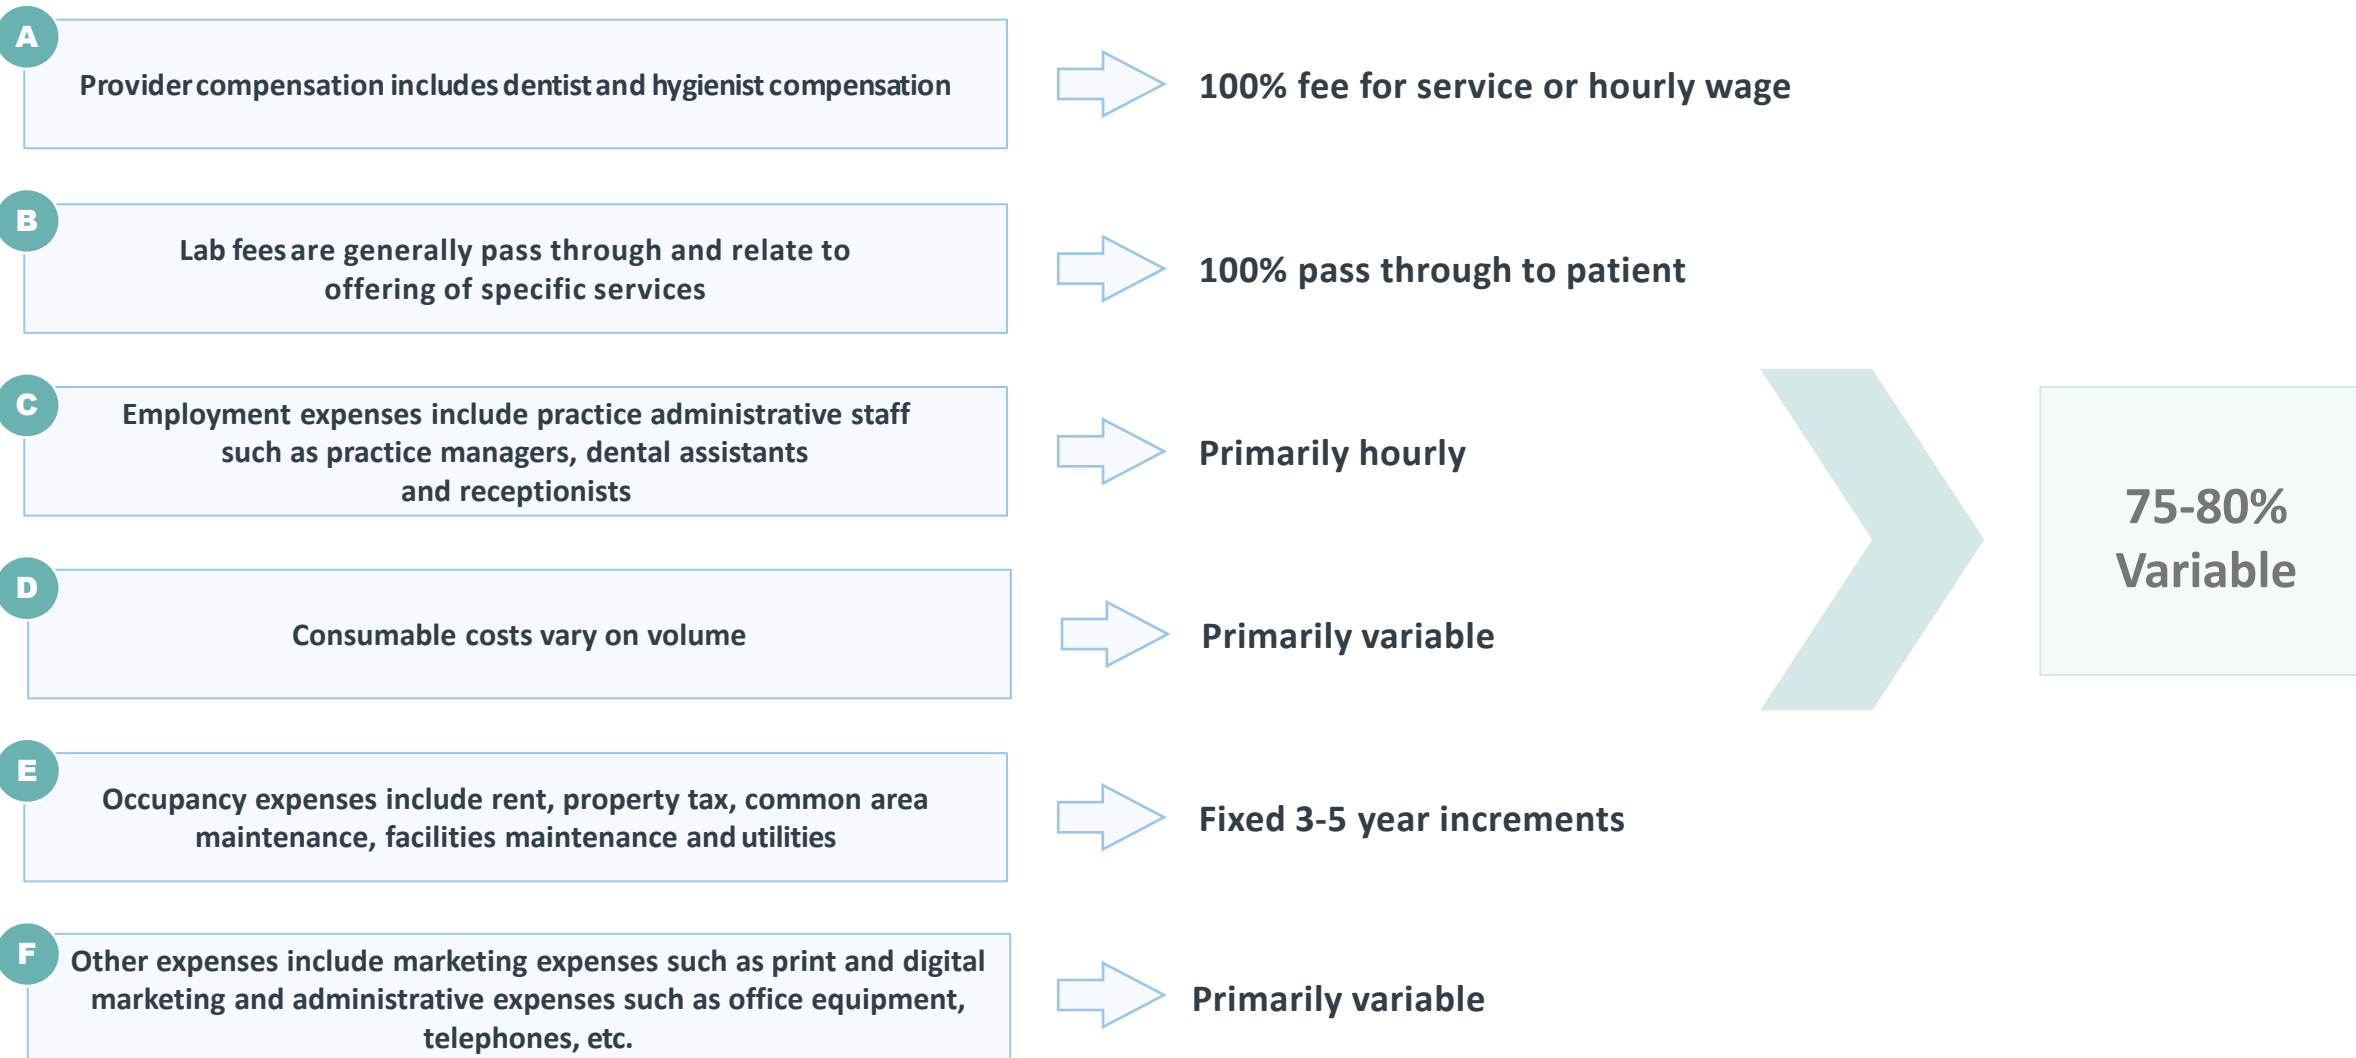 A
Provider compensation includes dentist and hygienist compensation
100% fee for service or hourly wage
B
Lab fees are generally pass through and relate to
offering of specific services
100% pass through to patient
C
Employment expenses include practice administrative staff
such as practice managers, dental assistants
and receptionists
Primarily hourly
D
Consumable costs vary on volume
Primarily variable
E
Occupancy expenses include rent, property tax, common area
maintenance, facilities maintenance and utilities
Fixed 3-5 year increments
F
Other expenses include marketing expenses such as print and digital
marketing and administrative expenses such as office equipment,
telephones, etc.
Primarily variable
75-80%
Variable